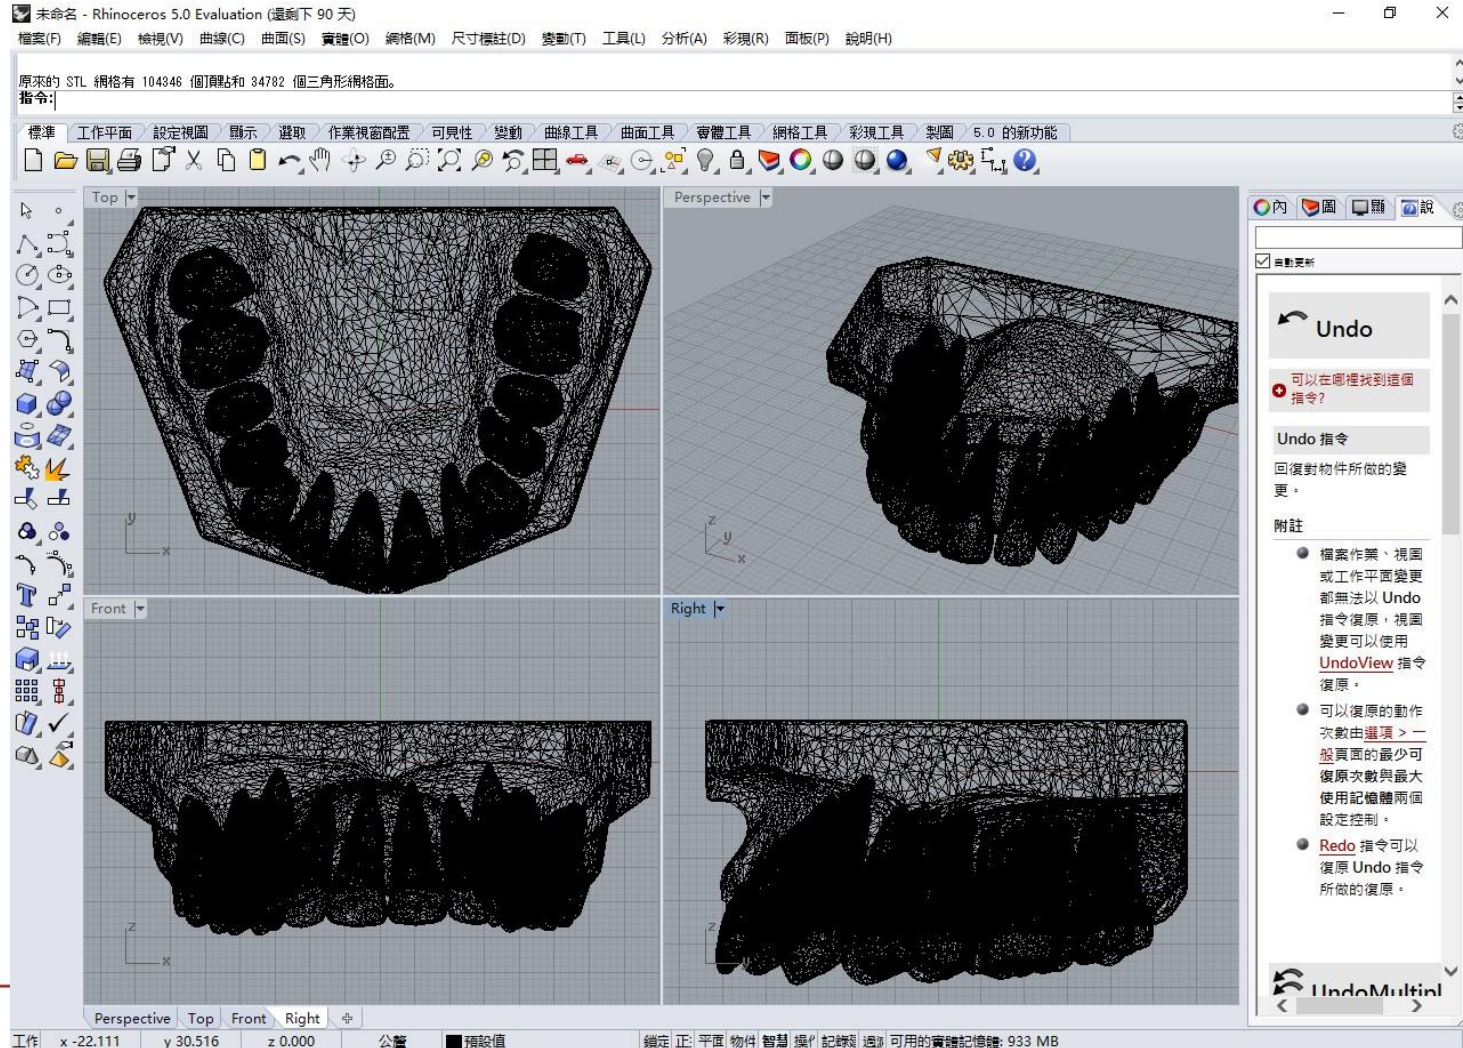 未命名 - Rhinoceros 5.0 Evaluation (還剩下 90 天)
檔案(F) 編輯(E) 檢視(V) 曲線(C) 曲面(S) 實體(O) 網格(M) 尺寸標註(D) 變動(T) 工具(L) 分析(A) 彩現(R) 面板(P) 說明(H)
原來的 STL 網格有 104346 個頂點和 34782 個三角形網格面。
指令:
標準 工作平面 設定視圖 顯示 選取 作業視窗配置 可見性 變動 曲線工具 曲面工具 實體工具 網格工具 彩現工具 製圖 5.0 的新功能
Top
Perspective
內 圖 顯 說
自動更新
Undo
可以在哪裡找到這個
指令?
Undo 指令
回復對物件所做的變
更。
附註
檔案作業、視圖
或工作平面變更
都無法以 Undo
指令復原，視圖
變更可以使用
UndoView 指令
復原。
可以復原的動作
次數由選項 > 一
般頁面的最少可
復原次數與最大
使用記憶體兩個
設定控制。
Redo 指令可以
復原 Undo 指令
所做的復原。
UndoMultipl
y
x
z
y
x
Front
Right
z
x
z
y
Perspective Top Front Right
工作 x -22.111 y 30.516 z 0.000 公釐 預設值 鎖定 正: 平面 物件 智慧 操作 記錄 過濾 可用的實體記憶體: 933 MB